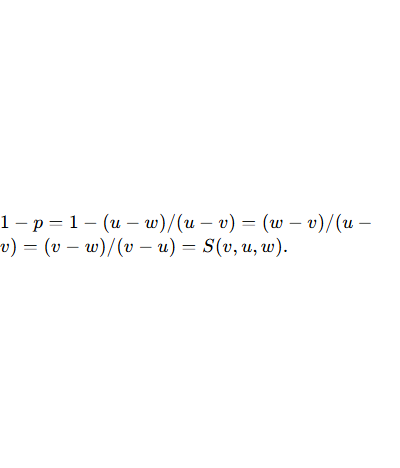 1 − p = 1 − (u − w)/(u − v) = (w − v)/(u −
v) = (v − w)/(v − u) = S(v, u, w).